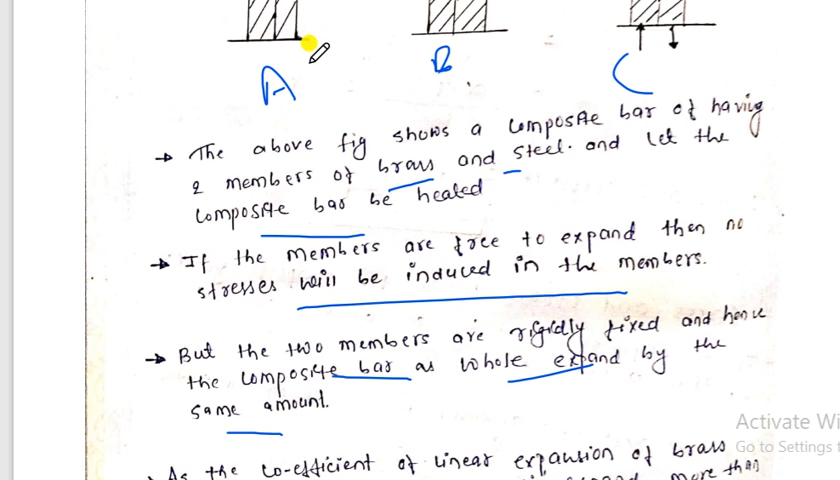 A
B
C
→ The above fig shows a composite bar of having
2 members of brass and steel. and let the
composite bar be heated
→ If the members are free to expand then no
stresses will be induced in the members.
→ But the two members are rigidly fixed and hence
the composite bar as whole expand by the
same amount.
→ As the co-efficient of linear expansion of brass
more than
Activate Wi
Go to Settings t